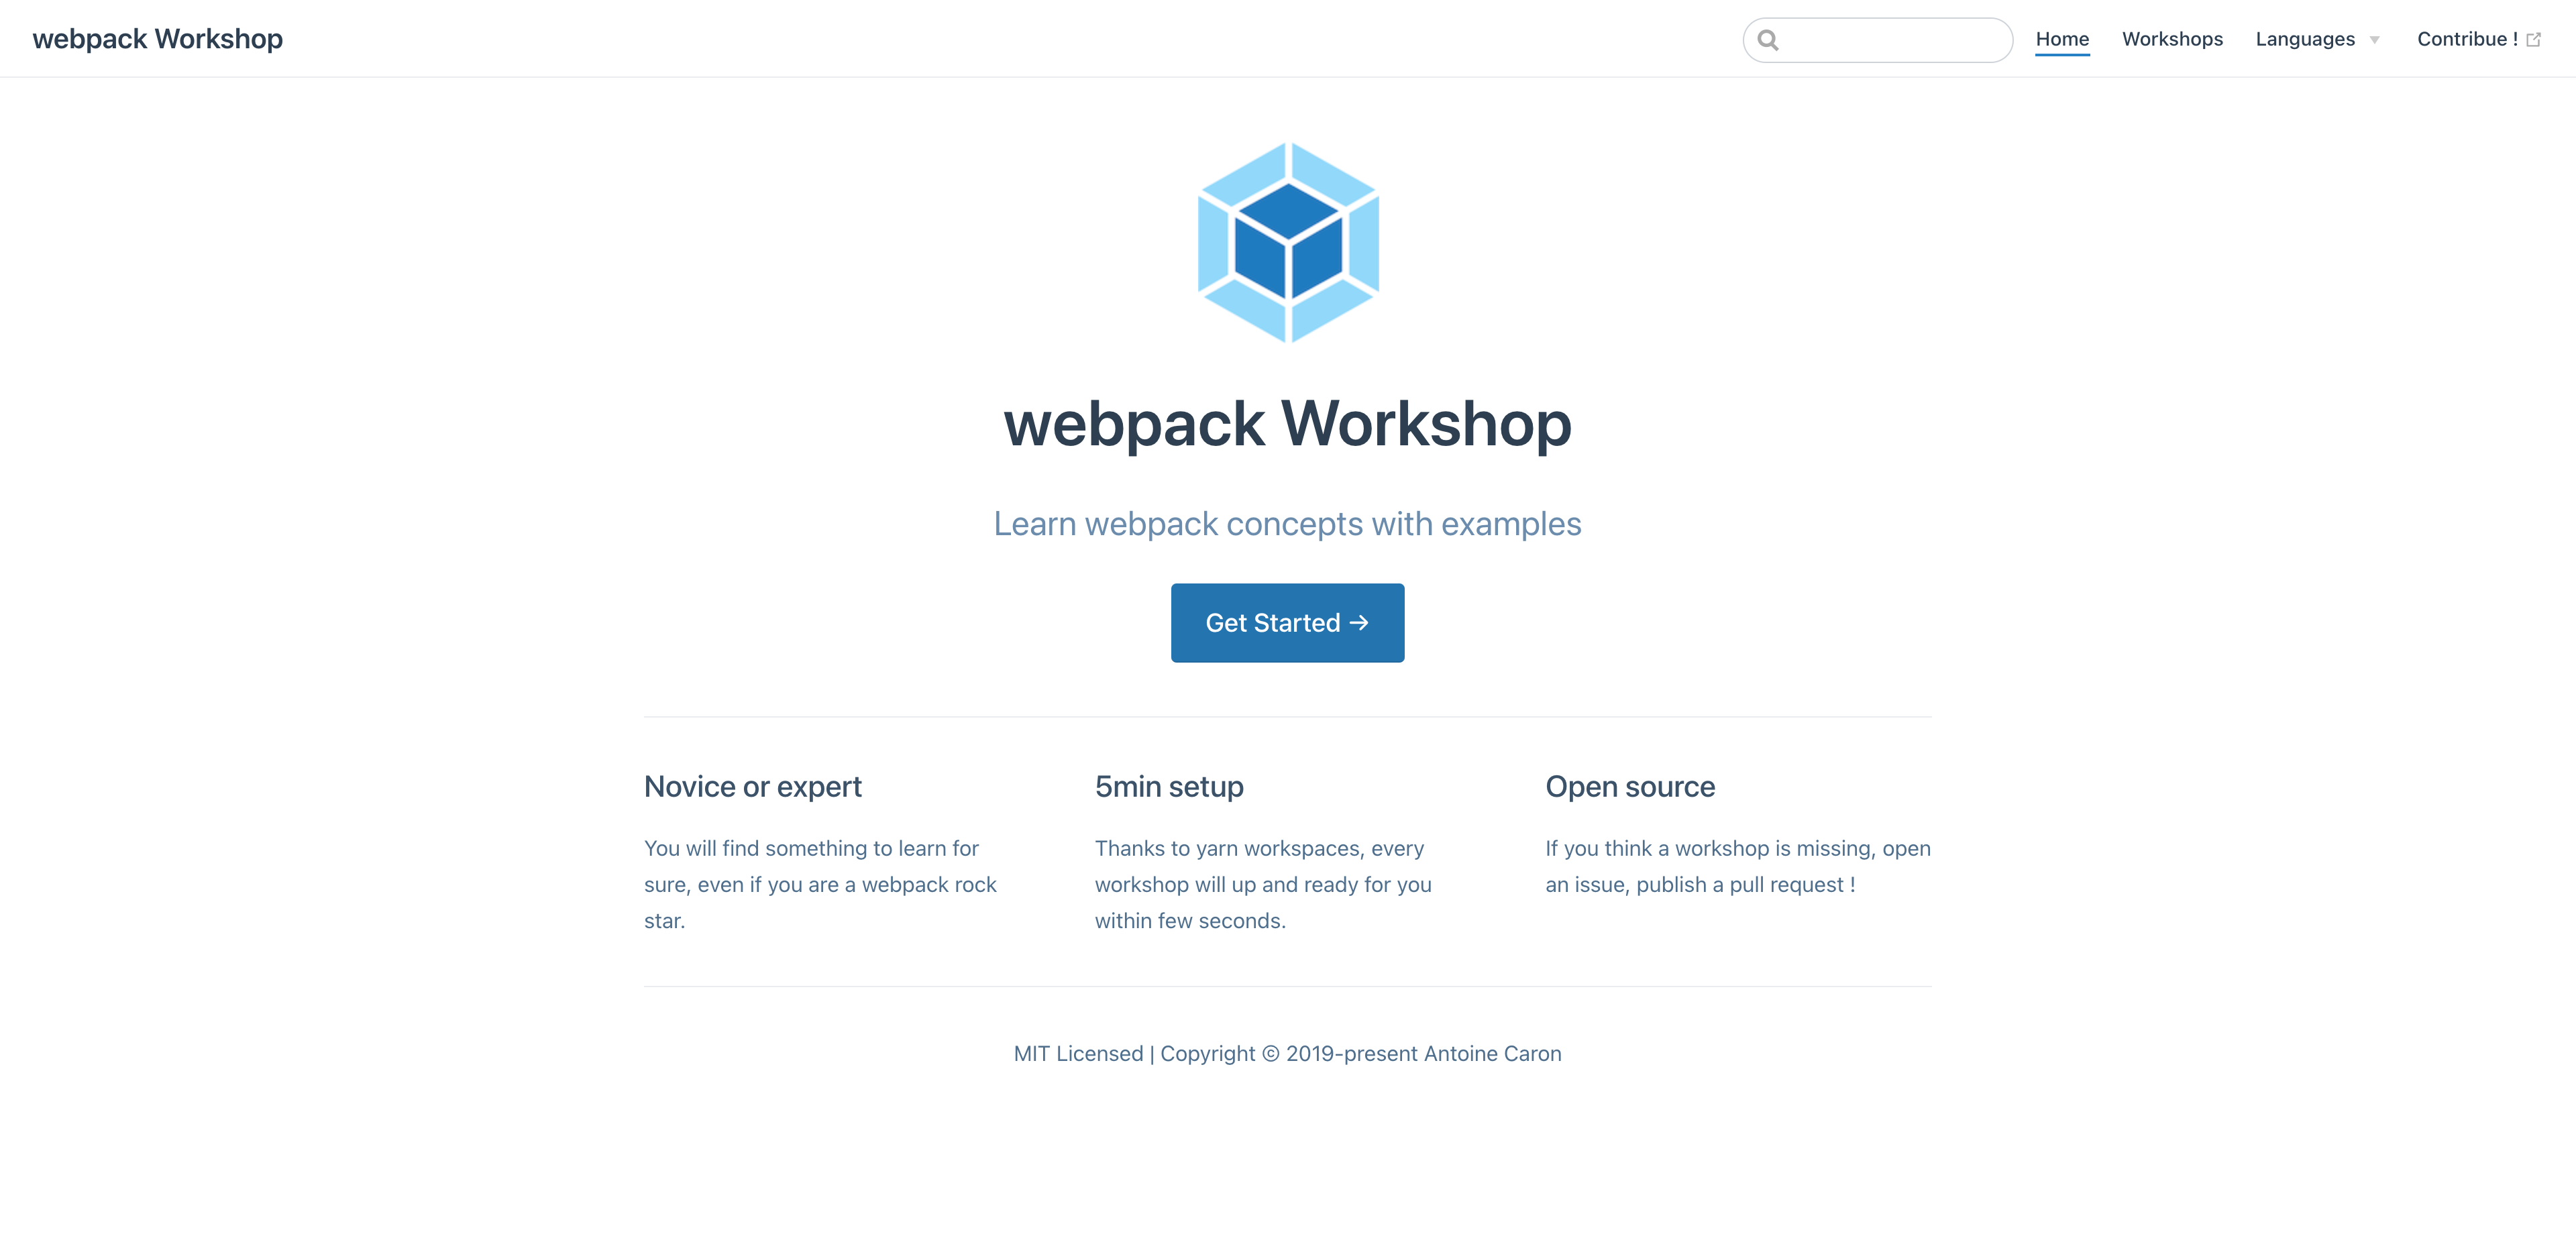 webpack Workshop
Home
Workshops
Languages
Contribue !
webpack Workshop
Learn webpack concepts with examples
Get Started →
Novice or expert
You will find something to learn for
sure, even if you are a webpack rock
star.
5min setup
Thanks to yarn workspaces, every
workshop will up and ready for you
within few seconds.
Open source
If you think a workshop is missing, open
an issue, publish a pull request !
MIT Licensed | Copyright © 2019-present Antoine Caron